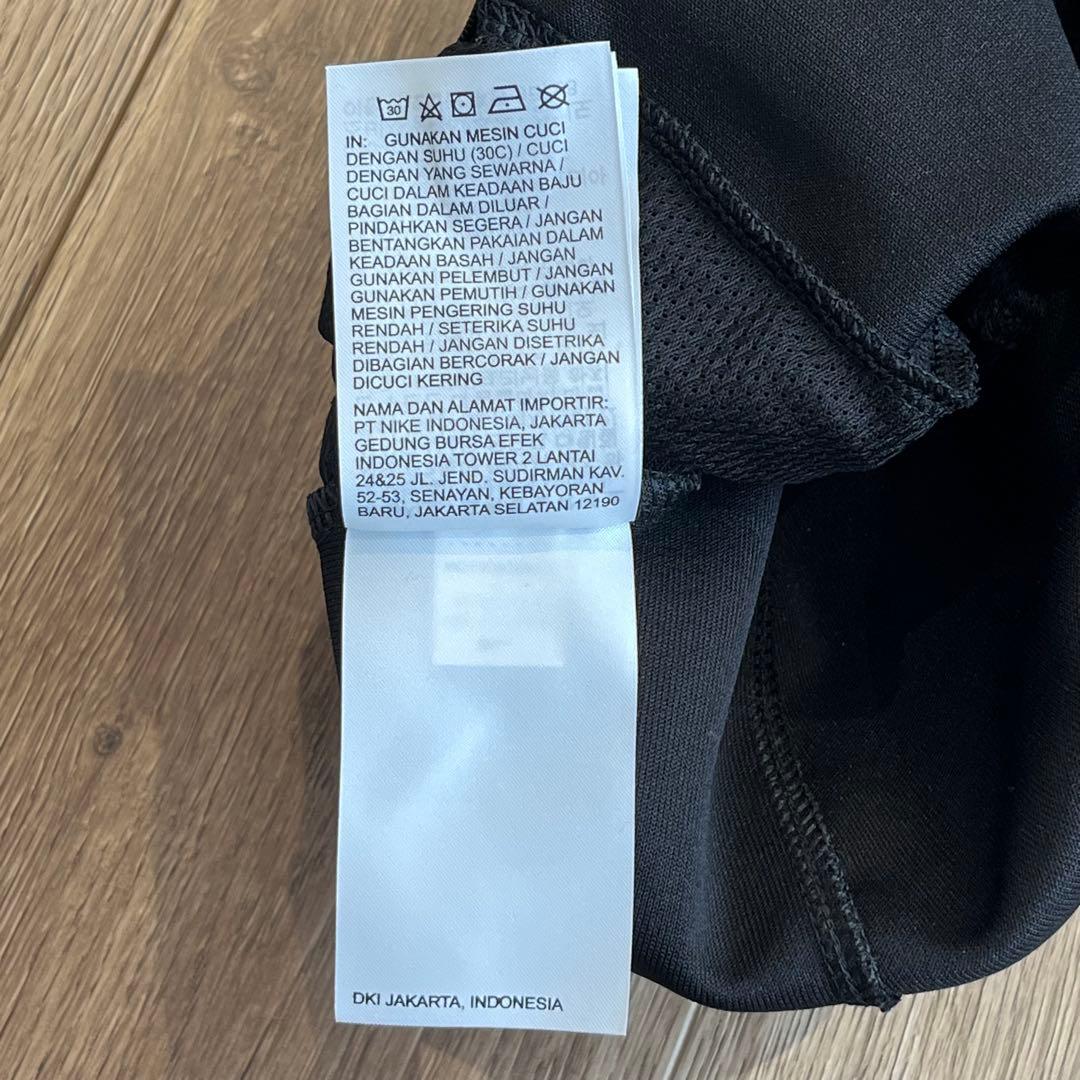 30
IN: GUNAKAN MESIN CUCI
DENGAN SUHU (30C) / CUCI
DENGAN YANG SEWARNA /
CUCI DALAM KEADAAN BAJU
BAGIAN DALAM DILUAR /
PINDAHKAN SEGERA / JANGAN
BENTANGKAN PAKAIAN DALAM
KEADAAN BASAH / JANGAN
GUNAKAN PELEMBUT / JANGAN
GUNAKAN PEMUTIH / GUNAKAN
MESIN PENGERING SUHU
RENDAH / SETERIKA SUHU
RENDAH / JANGAN DISETRIKA
DIBAGIAN BERCORAK / JANGAN
DICUCI KERING
NAMA DAN ALAMAT IMPORTIR:
PT NIKE INDONESIA, JAKARTA
GEDUNG BURSA EFEK
INDONESIA TOWER 2 LANTAI
24&25 JL. JEND. SUDIRMAN KAV.
52-53, SENAYAN, KEBAYORAN
BARU, JAKARTA SELATAN 12190
DKI JAKARTA, INDONESIA